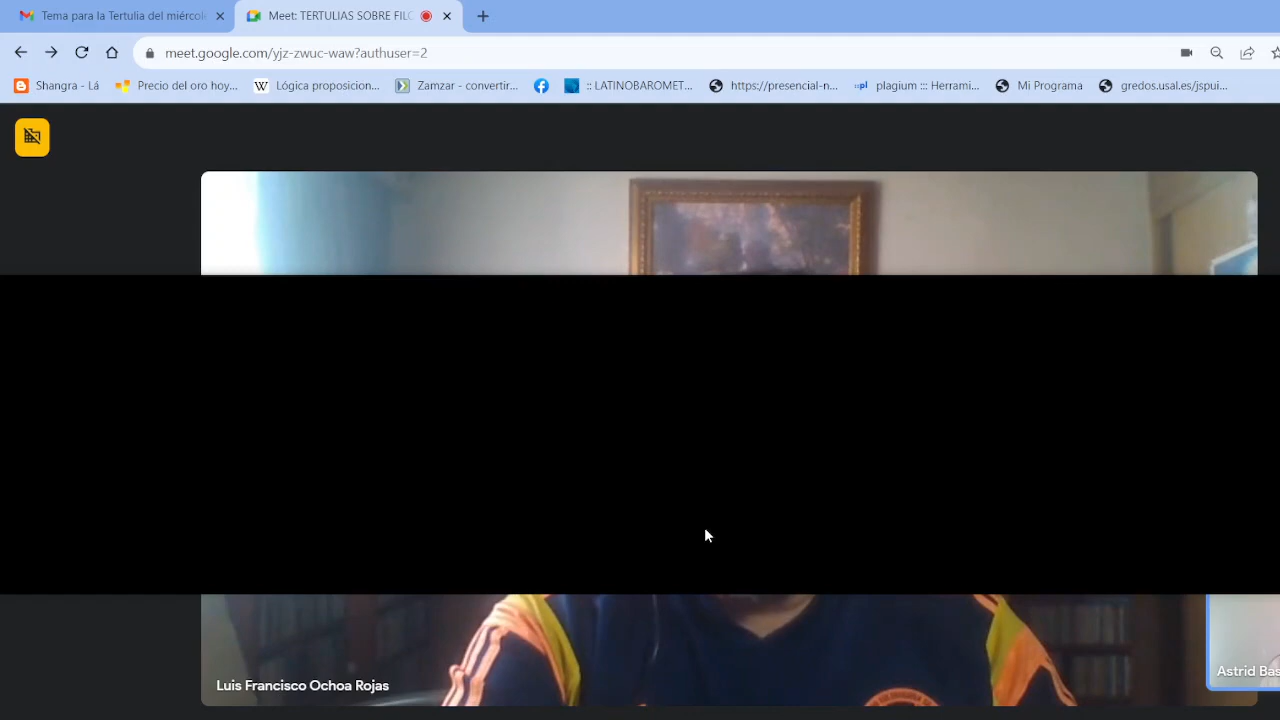 Tema para la Tertulia del miércol
Meet: TERTULIAS SOBRE FILO
meet.google.com/yjz-zwuc-waw?authuser=2
Shangra - Lá
Precio del oro hoy...
Lógica proposicion...
Zamzar - convertir...
:: LATINOBAROMET...
https://presencial-n...
plagium ::: Herrami...
Mi Programa
gredos.usal.es/jspui...
Luis Francisco Ochoa Rojas
Astrid Bas